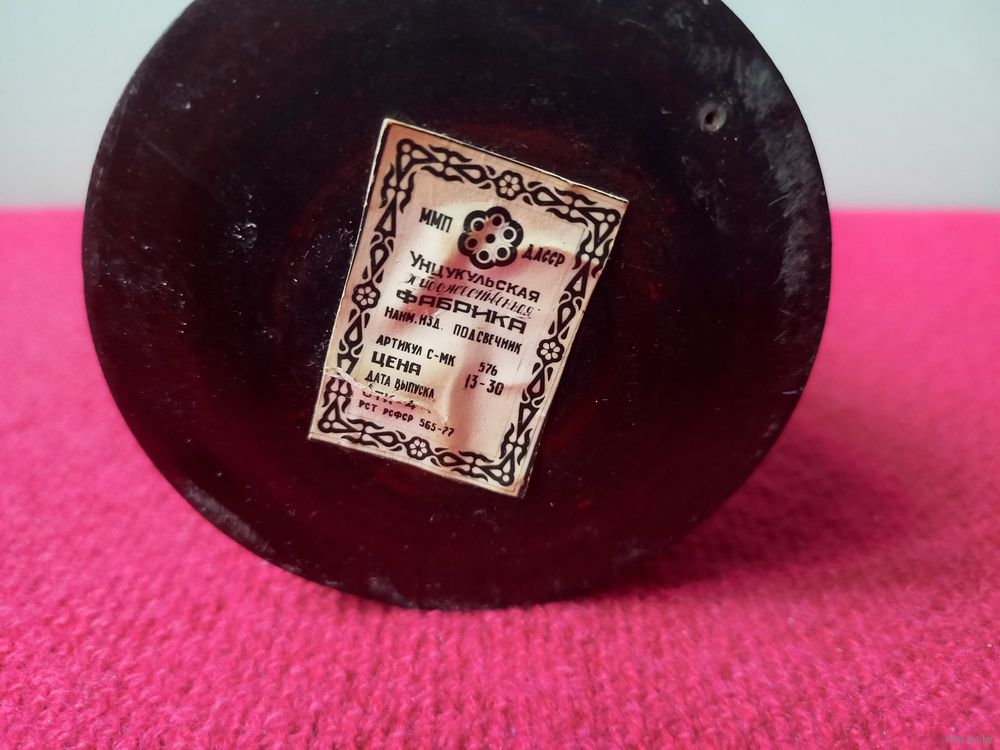 ММП ДАССР
УНЦУКУЛЬСКАЯ
художественная
ФАБРИКА
НАИМ.ИЗД. ПОДСВЕЧНИК
АРТИКУЛ С-МК 576
ЦЕНА 13-30
ДАТА ВЫПУСКА
РСТ РСФСР 565-77